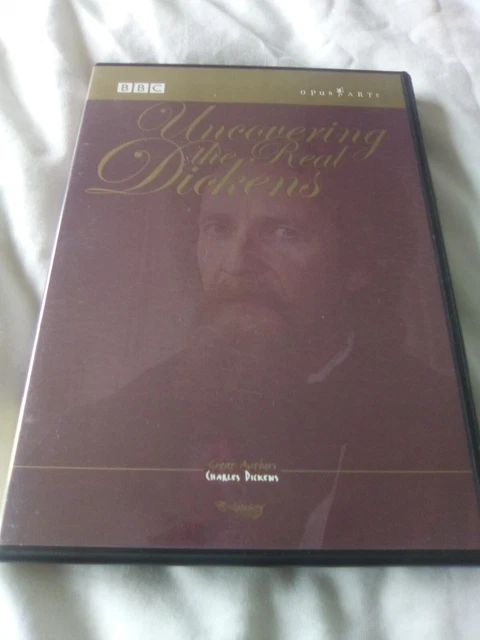 BBC
OPUS ARTE
Uncovering
the Real
Dickens
Great Authors
CHARLES DICKENS